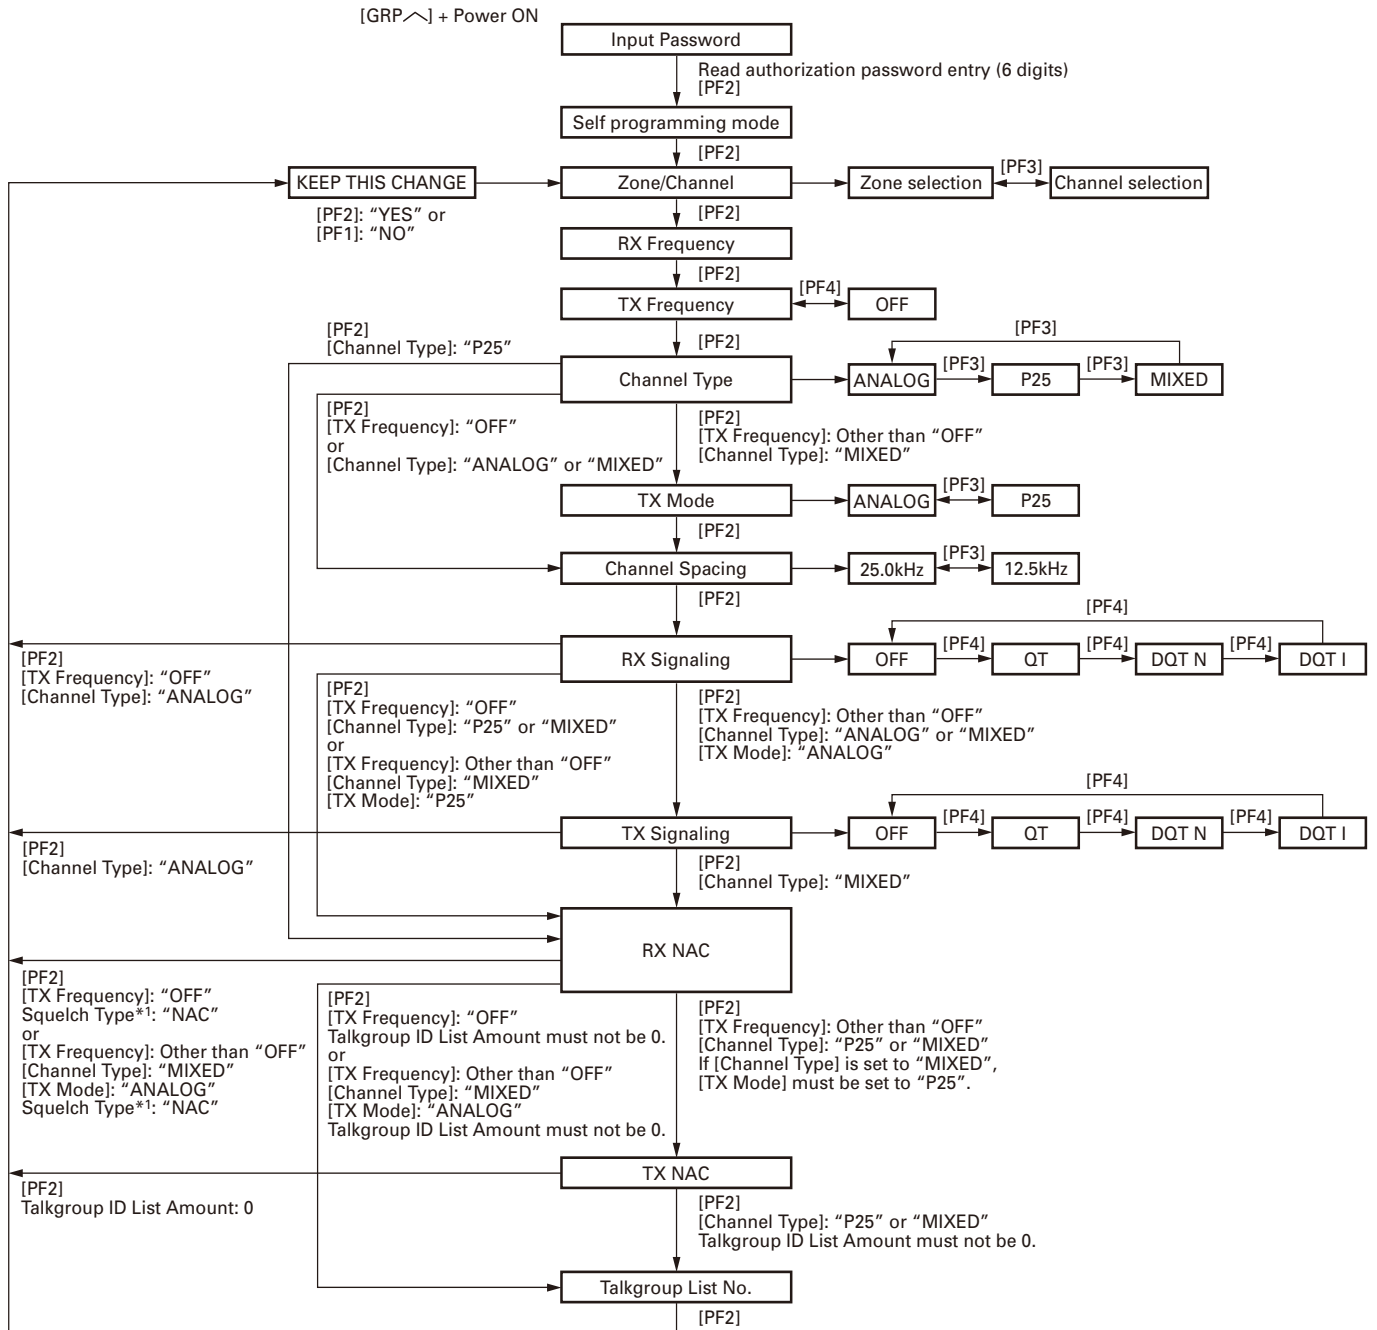 [GRP︿] + Power ON
Input Password
Read authorization password entry (6 digits)
[PF2]
Self programming mode
[PF2]
KEEP THIS CHANGE
Zone/Channel
Zone selection
[PF3]
Channel selection
[PF2]: “YES” or
[PF1]: “NO”
[PF2]
RX Frequency
[PF2]
TX Frequency
[PF4]
OFF
[PF2]
[Channel Type]: “P25”
[PF2]
[PF3]
Channel Type
ANALOG
[PF3]
P25
[PF3]
MIXED
[PF2]
[TX Frequency]: “OFF”
or
[Channel Type]: “ANALOG” or “MIXED”
[PF2]
[TX Frequency]: Other than “OFF”
[Channel Type]: “MIXED”
TX Mode
ANALOG
[PF3]
P25
[PF2]
Channel Spacing
25.0kHz
[PF3]
12.5kHz
[PF2]
[PF4]
RX Signaling
OFF
[PF4]
QT
[PF4]
DQT N
[PF4]
DQT I
[PF2]
[TX Frequency]: “OFF”
[Channel Type]: “ANALOG”
[PF2]
[TX Frequency]: “OFF”
[Channel Type]: “P25” or “MIXED”
or
[TX Frequency]: Other than “OFF”
[Channel Type]: “MIXED”
[TX Mode]: “P25”
[PF2]
[TX Frequency]: Other than “OFF”
[Channel Type]: “ANALOG” or “MIXED”
[TX Mode]: “ANALOG”
[PF4]
TX Signaling
OFF
[PF4]
QT
[PF4]
DQT N
[PF4]
DQT I
[PF2]
[Channel Type]: “ANALOG”
[PF2]
[Channel Type]: “MIXED”
RX NAC
[PF2]
[TX Frequency]: “OFF”
Squelch Type*1: “NAC”
or
[TX Frequency]: Other than “OFF”
[Channel Type]: “MIXED”
[TX Mode]: “ANALOG”
Squelch Type*1: “NAC”
[PF2]
[TX Frequency]: “OFF”
Talkgroup ID List Amount must not be 0.
or
[TX Frequency]: Other than “OFF”
[Channel Type]: “MIXED”
[TX Mode]: “ANALOG”
Talkgroup ID List Amount must not be 0.
[PF2]
[TX Frequency]: Other than “OFF”
[Channel Type]: “P25” or “MIXED”
If [Channel Type] is set to “MIXED”,
[TX Mode] must be set to “P25”.
TX NAC
[PF2]
Talkgroup ID List Amount: 0
[PF2]
[Channel Type]: “P25” or “MIXED”
Talkgroup ID List Amount must not be 0.
Talkgroup List No.
[PF2]